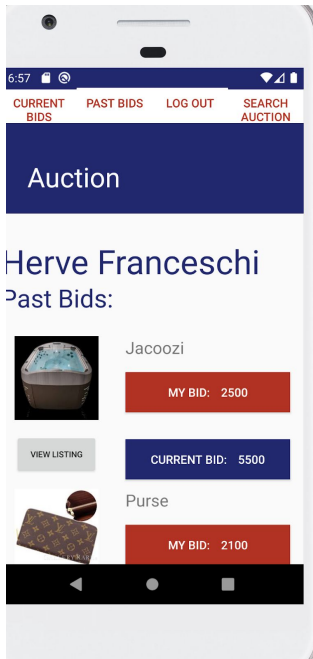 6:57
CURRENT BIDS
PAST BIDS
LOG OUT
SEARCH AUCTION
Auction
Herve Franceschi
Past Bids:
Jacoozi
MY BID: 2500
VIEW LISTING
CURRENT BID: 5500
Purse
MY BID: 2100